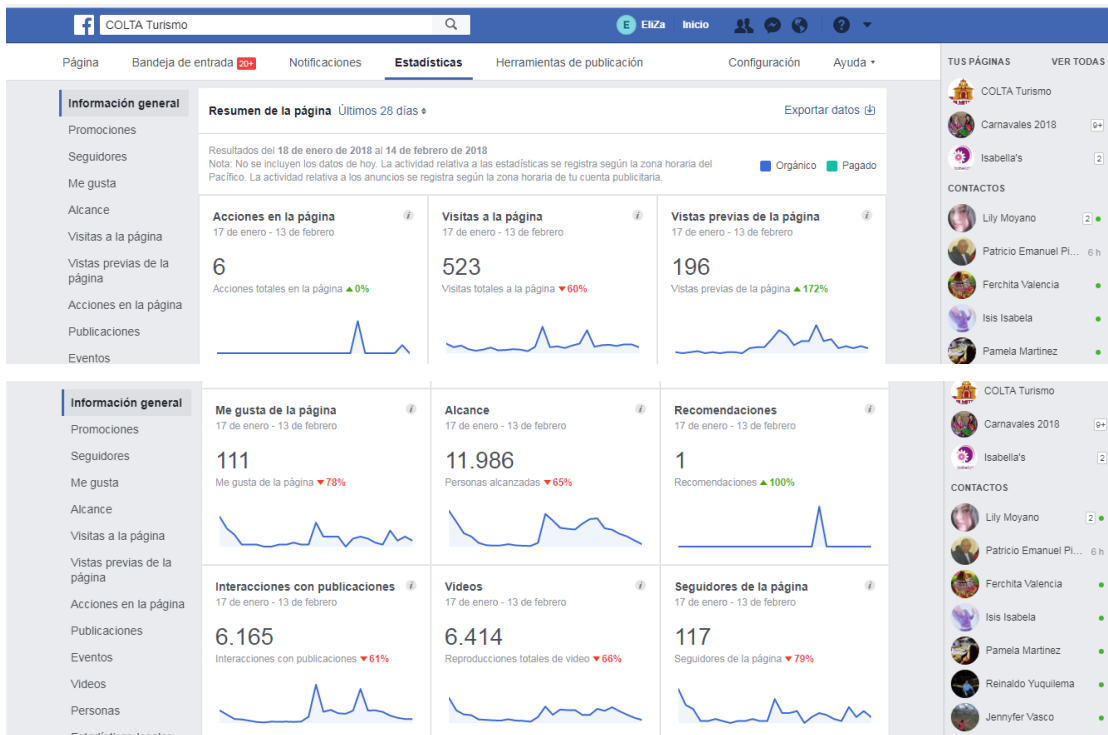 COLTA Turismo
E EliZa Inicio
?
Página Bandeja de entrada 20+ Notificaciones Estadísticas Herramientas de publicación Configuración Ayuda
Información general
Promociones
Seguidores
Me gusta
Alcance
Visitas a la página
Vistas previas de la
página
Acciones en la página
Publicaciones
Eventos
Resumen de la página Últimos 28 días
Exportar datos
Resultados del 18 de enero de 2018 al 14 de febrero de 2018
Nota: No se incluyen los datos de hoy. La actividad relativa a las estadísticas se registra según la zona horaria del
Pacífico. La actividad relativa a los anuncios se registra según la zona horaria de tu cuenta publicitaria.
Orgánico Pagado
Acciones en la página i
17 de enero - 13 de febrero
6
Acciones totales en la página ▲0%
Visitas a la página i
17 de enero - 13 de febrero
523
Visitas totales a la página ▼60%
Vistas previas de la página i
17 de enero - 13 de febrero
196
Vistas previas de la página ▲172%
TUS PÁGINAS VER TODAS
COLTA Turismo
Carnavales 2018 9+
Isabella's 2
CONTACTOS
Lily Moyano 2
Patricio Emanuel Pi... 6 h
Ferchita Valencia
Isis Isabela
Pamela Martinez
Información general
Promociones
Seguidores
Me gusta
Alcance
Visitas a la página
Vistas previas de la
página
Acciones en la página
Publicaciones
Eventos
Videos
Personas
Me gusta de la página i
17 de enero - 13 de febrero
111
Me gusta de la página ▼78%
Alcance i
17 de enero - 13 de febrero
11.986
Personas alcanzadas ▼65%
Recomendaciones i
17 de enero - 13 de febrero
1
Recomendaciones ▲100%
Interacciones con publicaciones i
17 de enero - 13 de febrero
6.165
Interacciones con publicaciones ▼61%
Videos i
17 de enero - 13 de febrero
6.414
Reproducciones totales de video ▼66%
Seguidores de la página i
17 de enero - 13 de febrero
117
Seguidores de la página ▼79%
COLTA Turismo
Carnavales 2018 9+
Isabella's 2
CONTACTOS
Lily Moyano 2
Patricio Emanuel Pi... 6 h
Ferchita Valencia
Isis Isabela
Pamela Martinez
Reinaldo Yuquilema
Jennyfer Vasco